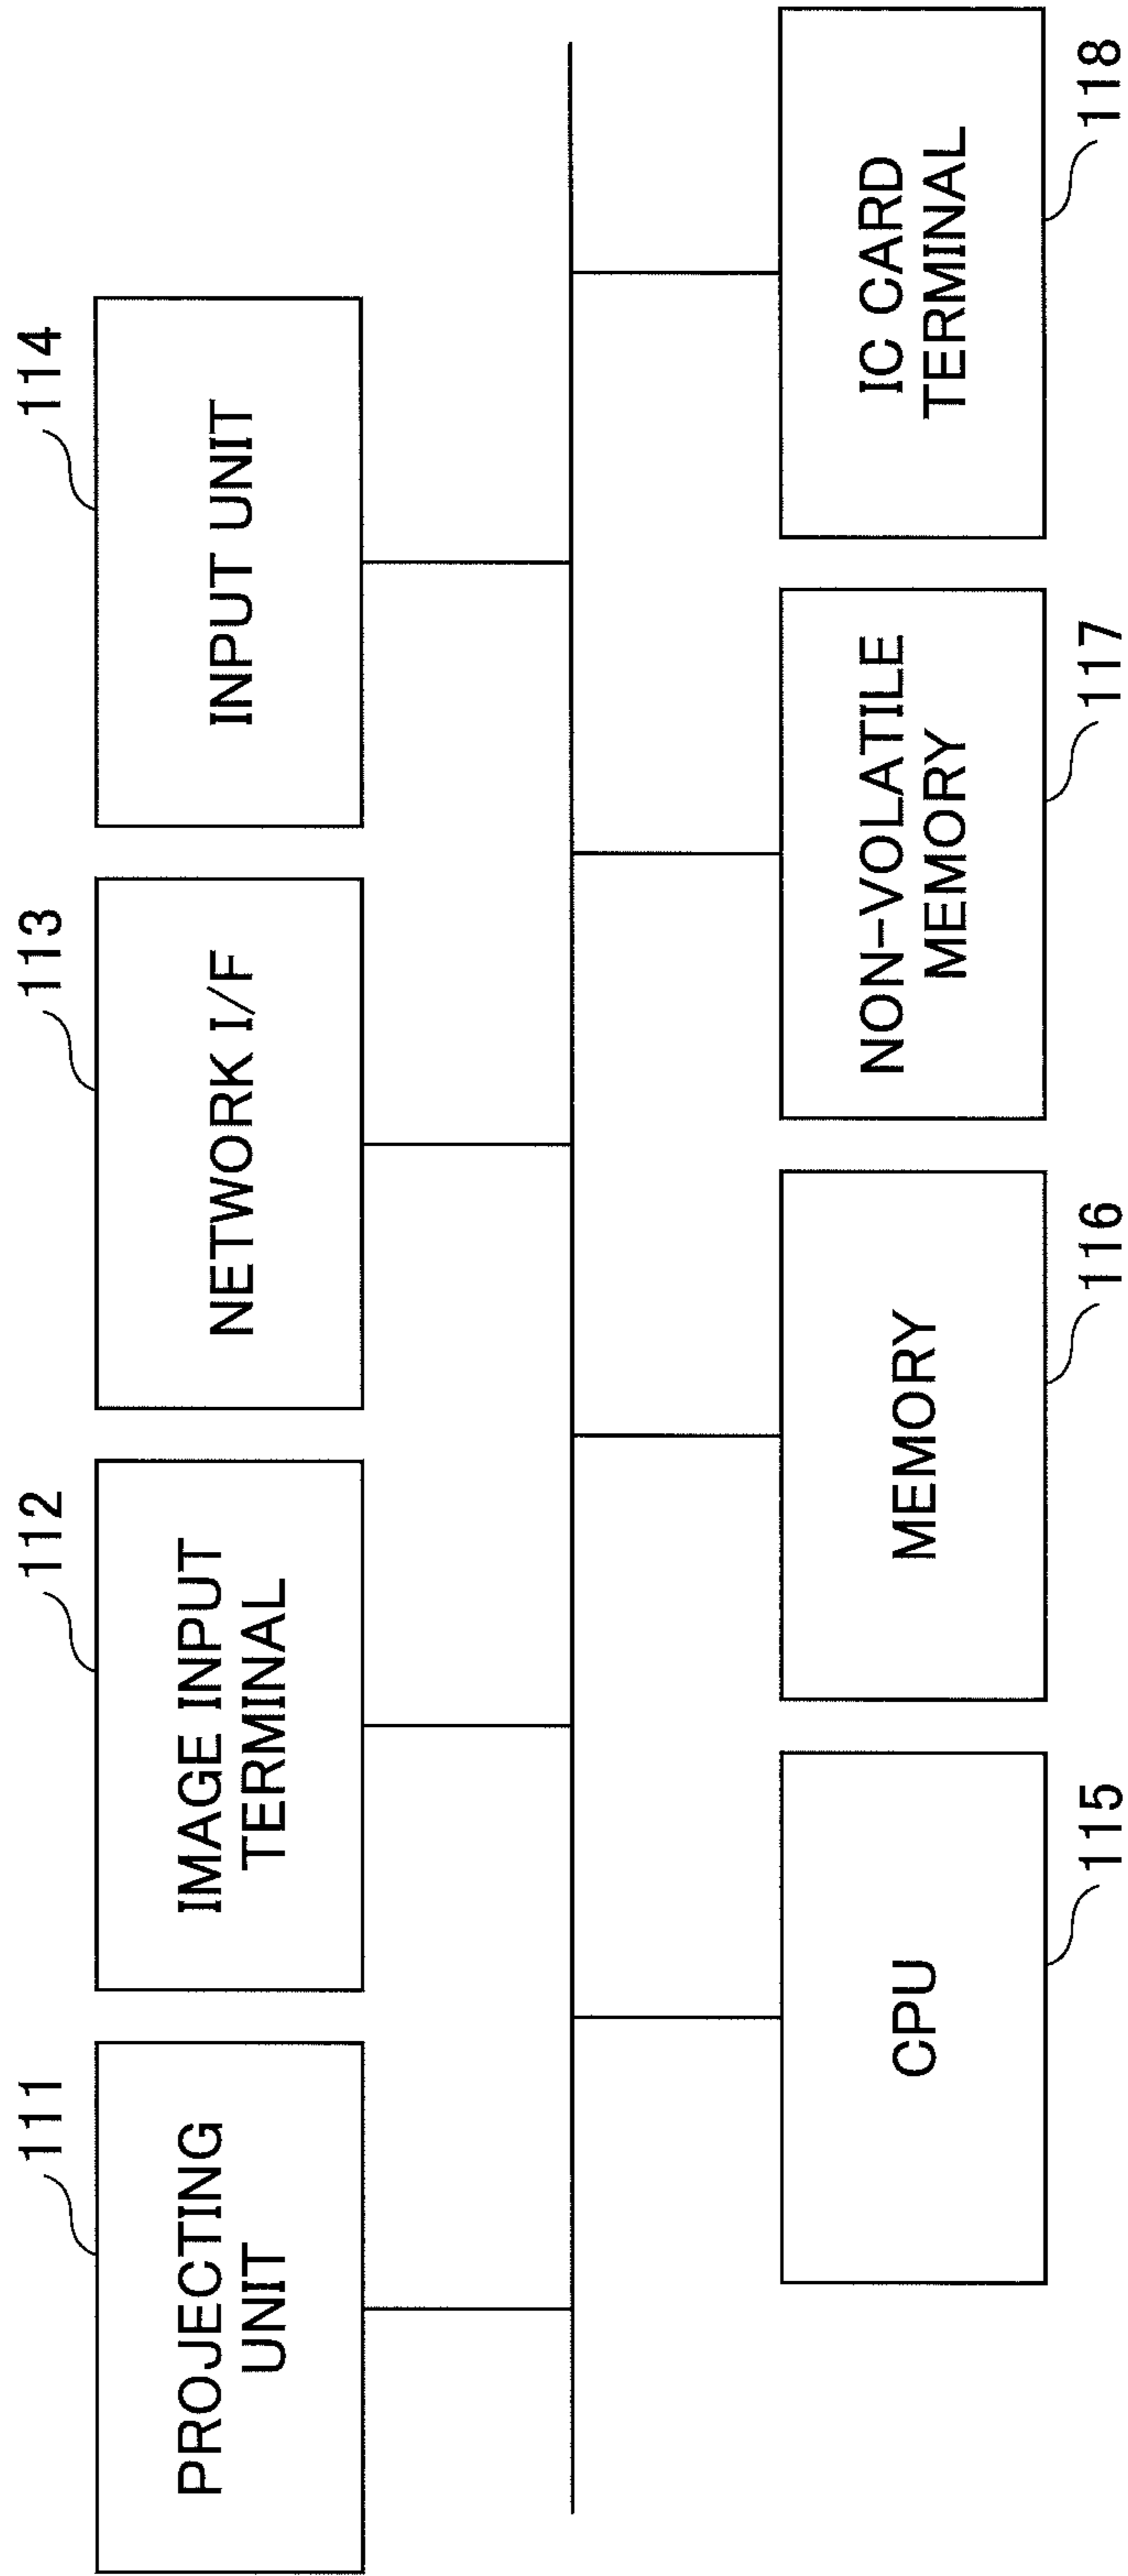 111
PROJECTING
UNIT
112
IMAGE INPUT
TERMINAL
113
NETWORK I/F
114
INPUT UNIT
CPU
115
MEMORY
116
NON-VOLATILE
MEMORY
117
IC CARD
TERMINAL
118